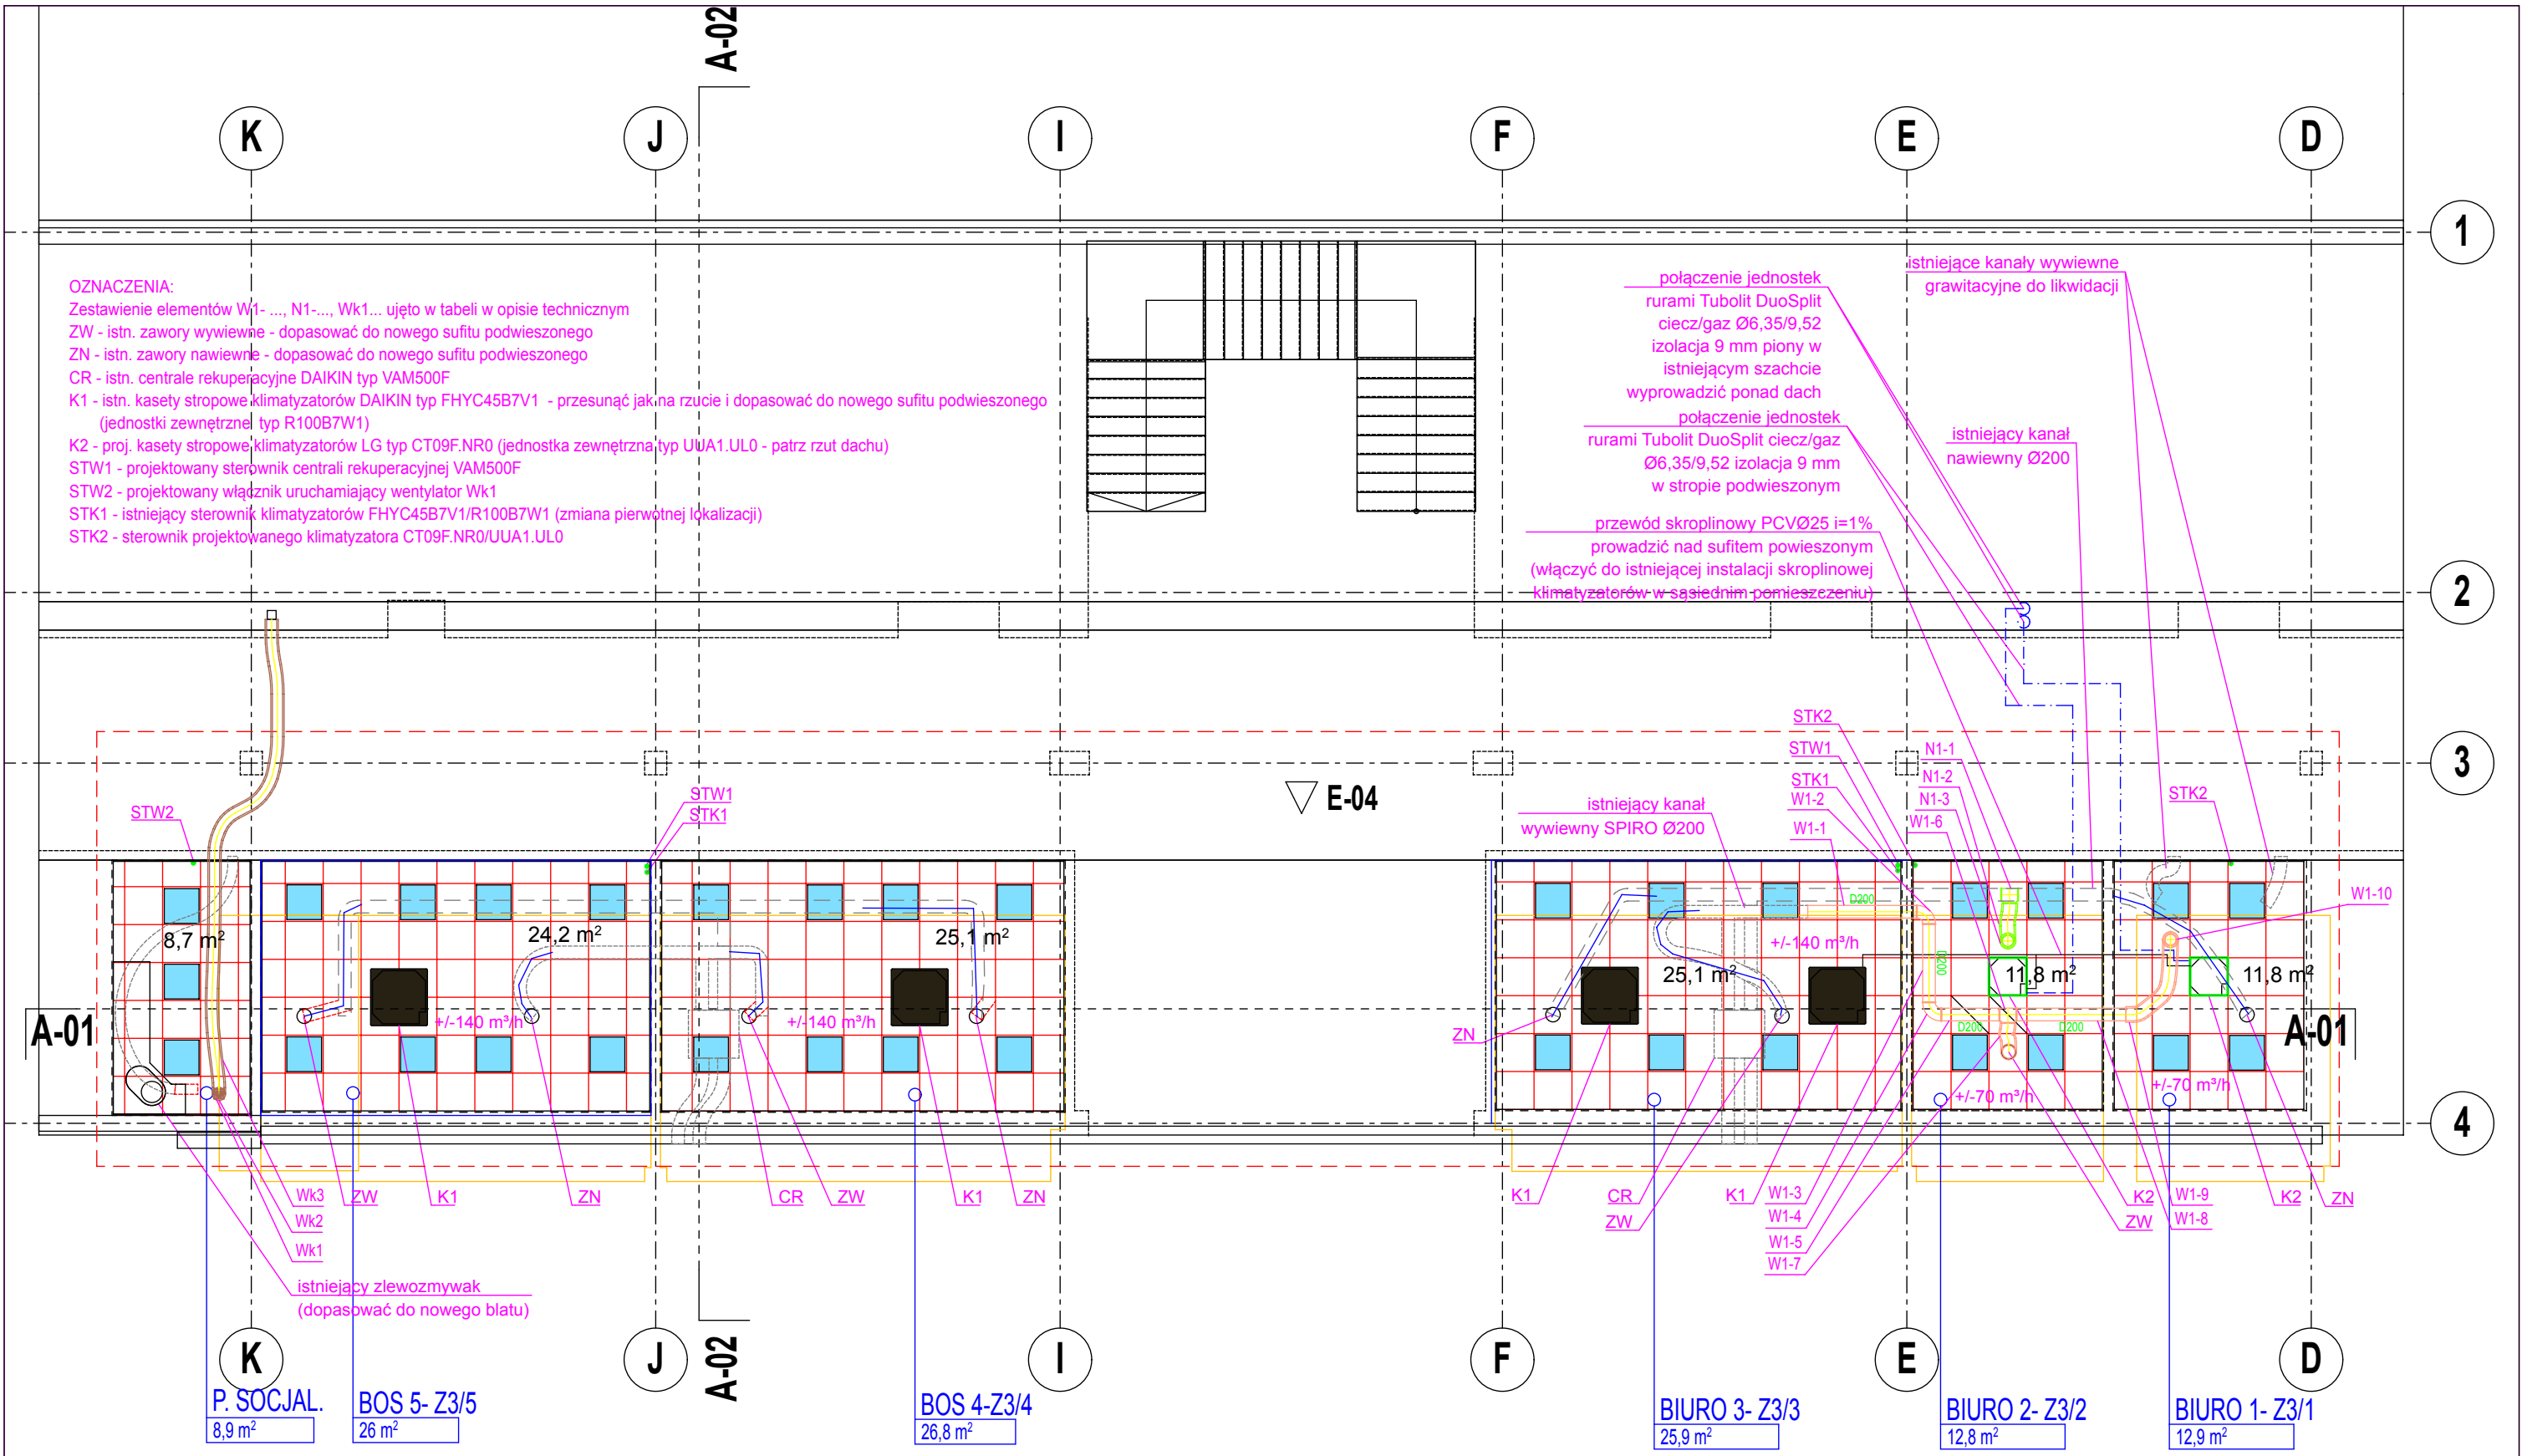 A-02
K
J
I
F
E
D
1
OZNACZENIA:
Zestawienie elementów W1- ..., N1-..., Wk1... ujęto w tabeli w opisie technicznym
ZW - istn. zawory wywiewne - dopasować do nowego sufitu podwieszonego
ZN - istn. zawory nawiewne - dopasować do nowego sufitu podwieszonego
CR - istn. centrale rekuperacyjne DAIKIN typ VAM500F
K1 - istn. kasety stropowe klimatyzatorów DAIKIN typ FHYC45B7V1 - przesunąć jak na rzucie i dopasować do nowego sufitu podwieszonego
(jednostki zewnętrzne typ R100B7W1)
K2 - proj. kasety stropowe klimatyzatorów LG typ CT09F.NR0 (jednostka zewnętrzna typ UUA1.UL0 - patrz rzut dachu)
STW1 - projektowany sterownik centrali rekuperacyjnej VAM500F
STW2 - projektowany włącznik uruchamiający wentylator Wk1
STK1 - istniejący sterownik klimatyzatorów FHYC45B7V1/R100B7W1 (zmiana pierwotnej lokalizacji)
STK2 - sterownik projektowanego klimatyzatora CT09F.NR0/UUA1.UL0
połączenie jednostek
rurami Tubolit DuoSplit
ciecz/gaz Ø6,35/9,52
izolacja 9 mm piony w
istniejącym szachcie
wyprowadzić ponad dach
połączenie jednostek
rurami Tubolit DuoSplit ciecz/gaz
Ø6,35/9,52 izolacja 9 mm
w stropie podwieszonym
przewód skroplinowy PCVØ25 i=1%
prowadzić nad sufitem powieszonym
(włączyć do istniejącej instalacji skroplinowej
klimatyzatorów w sąsiednim pomieszczeniu)
istniejące kanały wywiewne
grawitacyjne do likwidacji
istniejący kanał
nawiewny Ø200
2
3
STW2
STW1
STK1
E-04
istniejący kanał
wywiewny SPIRO Ø200
STK2
STW1
STK1
W1-2
W1-1
N1-1
N1-2
N1-3
W1-6
STK2
W1-10
8,7 m²
24,2 m²
25,1 m²
25,1 m²
11,8 m²
11,8 m²
D200
D200
D200
D200
+/-140 m³/h
+/-140 m³/h
+/-140 m³/h
+/-70 m³/h
+/-70 m³/h
A-01
A-01
ZN
4
Wk3
Wk2
Wk1
ZW
K1
ZN
CR
ZW
K1
ZN
K1
CR
ZW
K1
W1-3
W1-4
W1-5
W1-7
K2
ZW
W1-9
W1-8
K2
ZN
istniejący zlewozmywak
(dopasować do nowego blatu)
K
J
A-02
I
F
E
D
P. SOCJAL.
8,9 m²
BOS 5- Z3/5
26 m²
BOS 4-Z3/4
26,8 m²
BIURO 3- Z3/3
25,9 m²
BIURO 2- Z3/2
12,8 m²
BIURO 1- Z3/1
12,9 m²